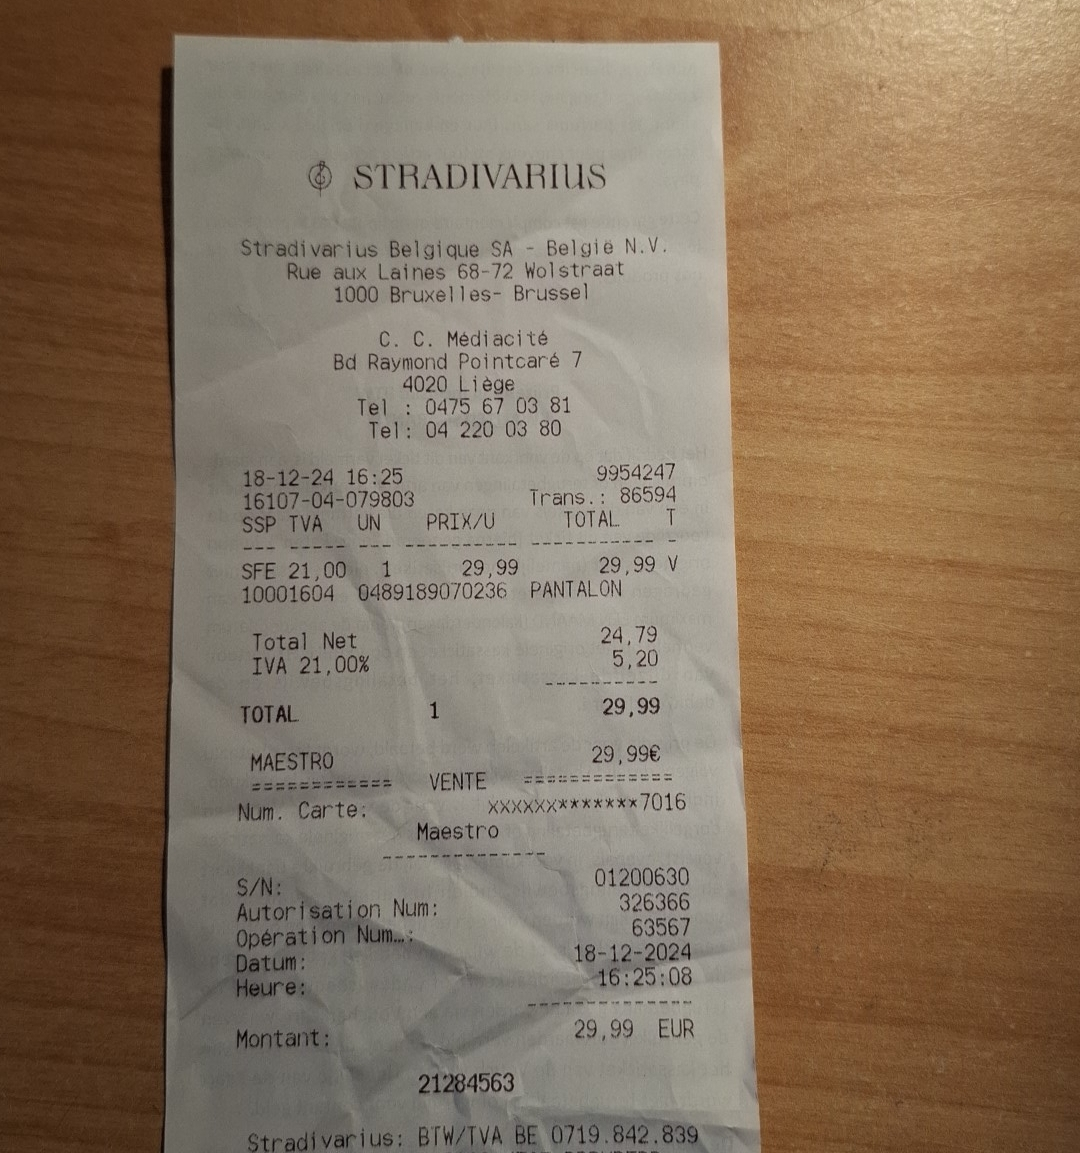 STRADIVARIUS
Stradivarius Belgique SA - België N.V.
Rue aux Laines 68-72 Wolstraat
1000 Bruxelles- Brussel
C. C. Médiacité
Bd Raymond Pointcaré 7
4020 Liège
Tel : 0475 67 03 81
Tel: 04 220 03 80
18-12-24 16:25 9954247
16107-04-079803 Trans.: 86594
SSP TVA UN PRIX/U TOTAL T
--- ----- --- ---------- ----------- -
SFE 21,00 1 29,99 29,99 V
10001604 0489189070236 PANTALON
Total Net 24,79
IVA 21,00% 5,20
----------
TOTAL 1 29,99
MAESTRO 29,99€
============ VENTE =============
Num. Carte: XXXXXX*************7016
Maestro
--------------
S/N: 01200630
Autorisation Num: 326366
Opération Num…: 63567
Datum: 18-12-2024
Heure: 16:25:08
--------------
Montant: 29,99 EUR
21284563
Stradivarius: BTW/TVA BE 0719.842.839